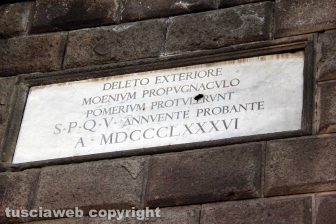 DELETO EXTERIORE
MOENIVM PROPVGNACVLO
POMERIVM PROTVLERVNT
S·P·Q·V· ANNVENTE PROBANTE
A · MDCCCLXXXVI
tusciaweb copyright ©